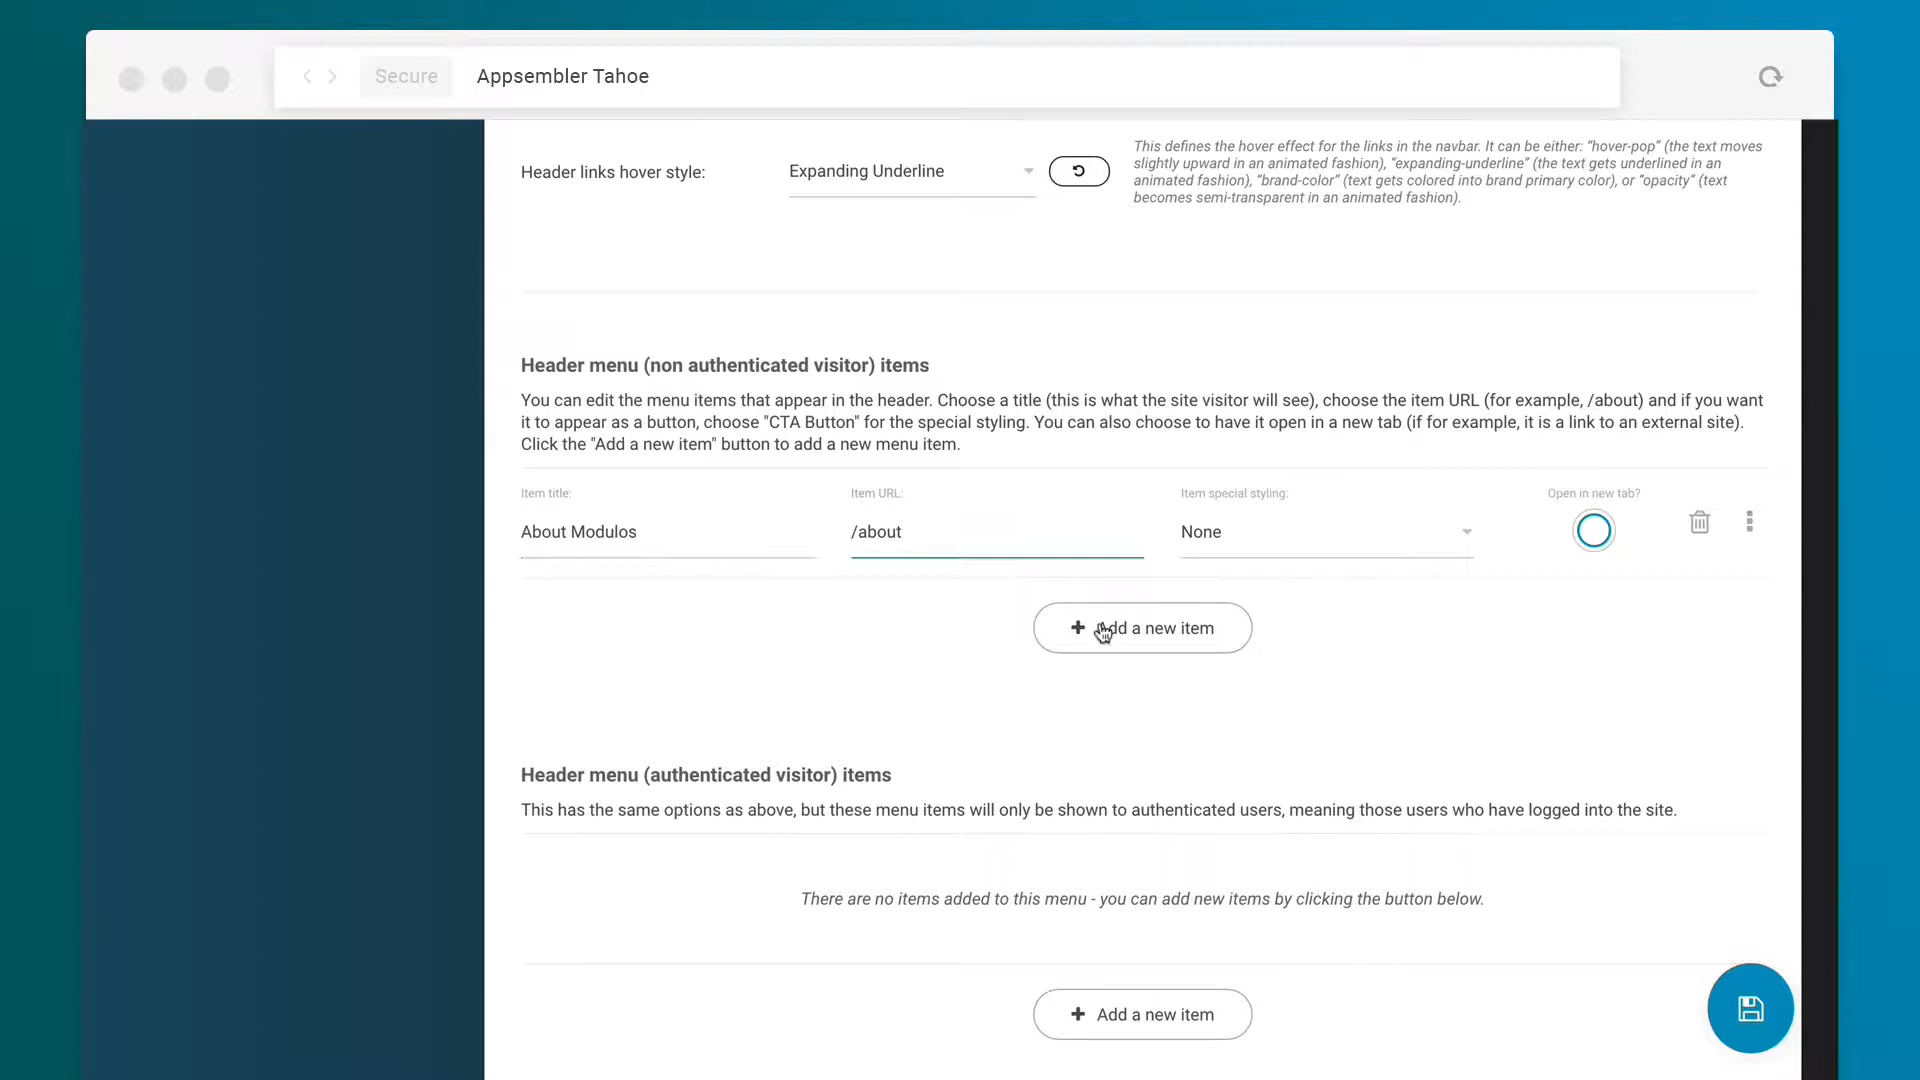 Secure
Appsembler Tahoe
Header links hover style:
Expanding Underline
This defines the hover effect for the links in the navbar. It can be either: “hover-pop” (the text moves
slightly upward in an animated fashion), “expanding-underline” (the text gets underlined in an
animated fashion), “brand-color” (text gets colored into brand primary color), or “opacity” (text
becomes semi-transparent in an animated fashion).
Header menu (non authenticated visitor) items
You can edit the menu items that appear in the header. Choose a title (this is what the site visitor will see), choose the item URL (for example, /about) and if you want
it to appear as a button, choose "CTA Button" for the special styling. You can also choose to have it open in a new tab (if for example, it is a link to an external site).
Click the "Add a new item" button to add a new menu item.
Item title:
Item URL:
Item special styling:
Open in new tab?
About Modulos
/about
None
Add a new item
Header menu (authenticated visitor) items
This has the same options as above, but these menu items will only be shown to authenticated users, meaning those users who have logged into the site.
There are no items added to this menu - you can add new items by clicking the button below.
Add a new item